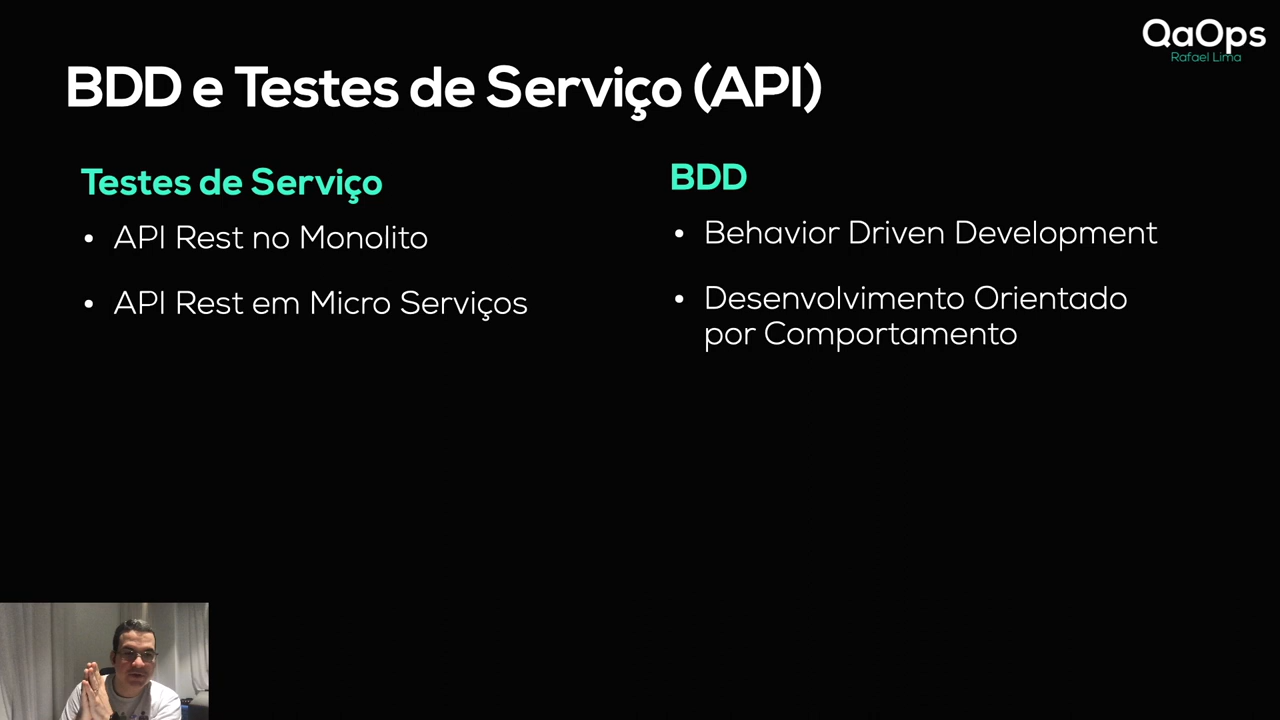 QaOps
Rafael Lima
BDD e Testes de Serviço (API)
Testes de Serviço
• API Rest no Monolito
• API Rest em Micro Serviços
BDD
• Behavior Driven Development
• Desenvolvimento Orientado
por Comportamento